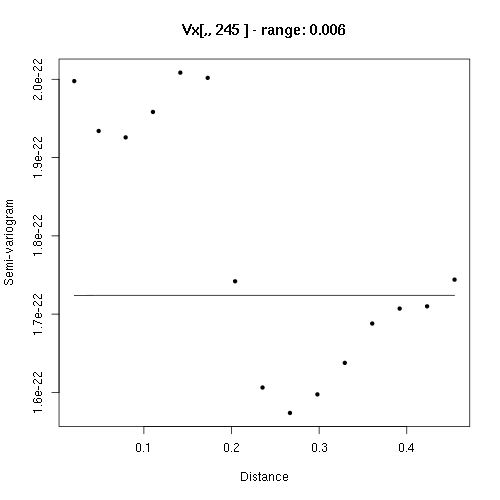 Vx[,, 245 ] - range: 0.006
2.0e-22
1.9e-22
1.8e-22
1.7e-22
1.6e-22
Semi-variogram
0.1 0.2 0.3 0.4
Distance